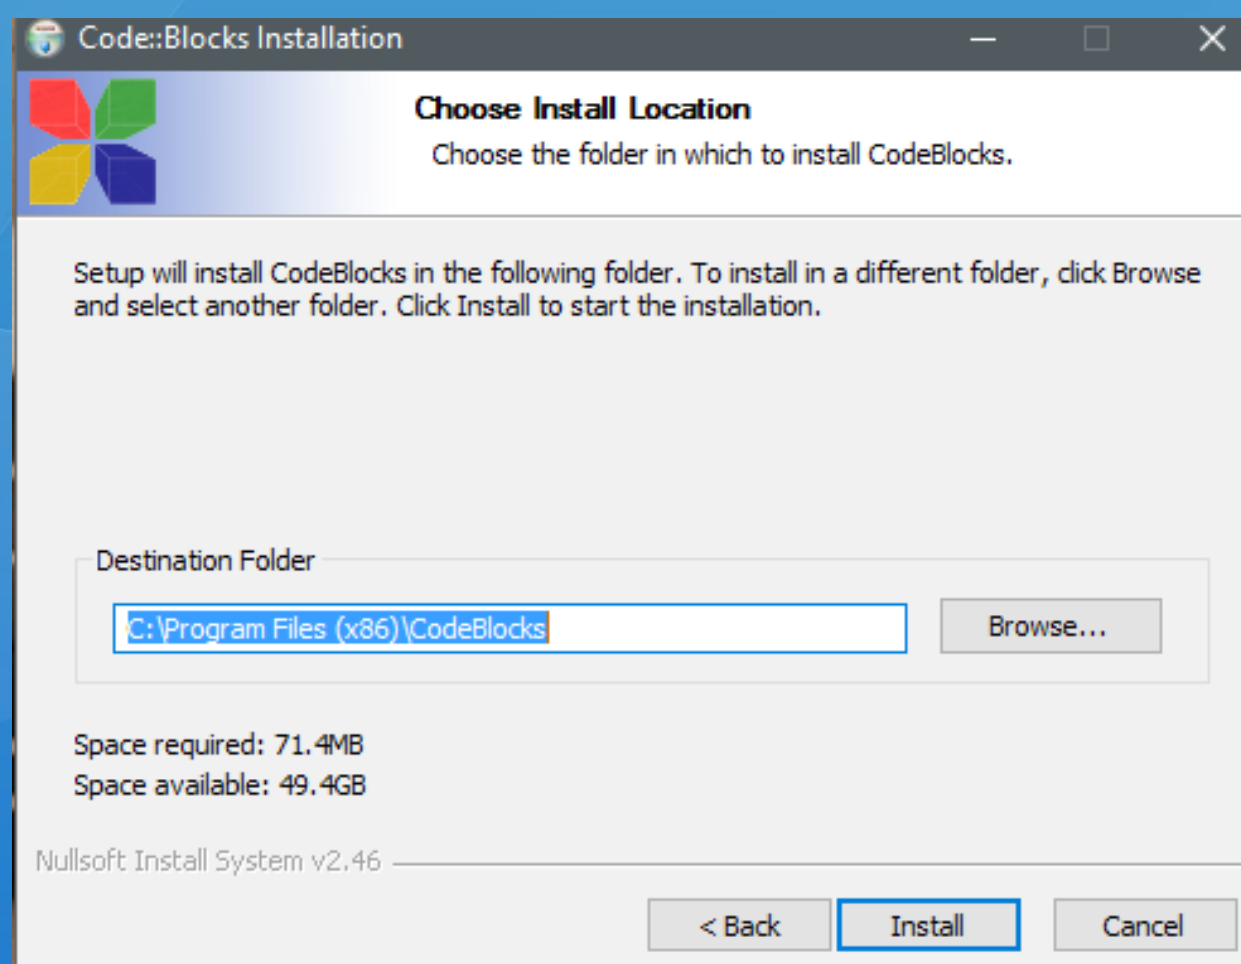 Code::Blocks Installation
Choose Install Location
Choose the folder in which to install CodeBlocks.
Setup will install CodeBlocks in the following folder. To install in a different folder, click Browse
and select another folder. Click Install to start the installation.
Destination Folder
C:\Program Files (x86)\CodeBlocks
Browse...
Space required: 71.4MB
Space available: 49.4GB
Nullsoft Install System v2.46
< Back
Install
Cancel